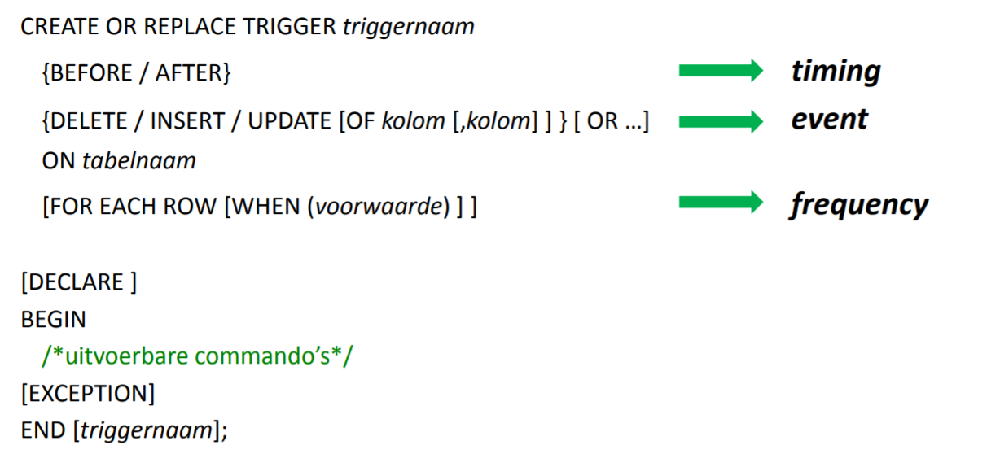 CREATE OR REPLACE TRIGGER triggernaam
{BEFORE / AFTER} timing
{DELETE / INSERT / UPDATE [OF kolom [,kolom] ] } [ OR ...] event
ON tabelnaam
[FOR EACH ROW [WHEN (voorwaarde) ] ] frequency
[DECLARE ]
BEGIN
/*uitvoerbare commando’s*/
[EXCEPTION]
END [triggernaam];